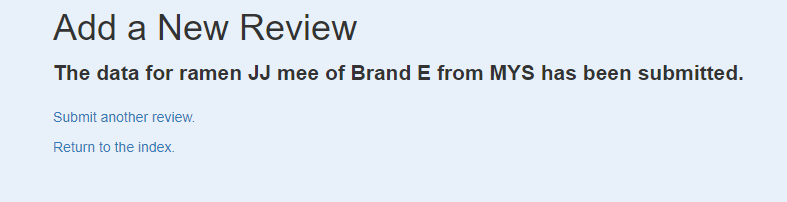 Add a New Review
The data for ramen JJ mee of Brand E from MYS has been submitted.
Submit another review.
Return to the index.